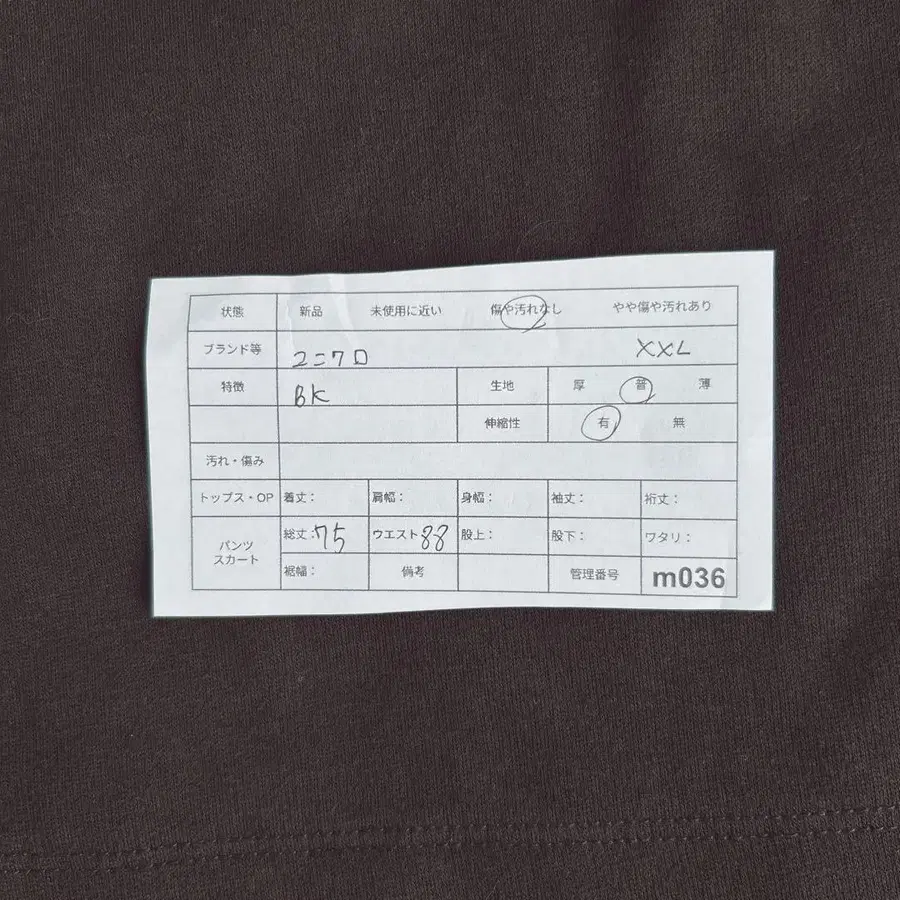 状態 新品 未使用に近い 傷や汚れなし やや傷や汚れあり
ブランド等 ユニクロ XXL
特徴 BK 生地 厚 普 薄
伸縮性 有 無
汚れ・傷み
トップス・OP 着丈： 肩幅： 身幅： 袖丈： 裄丈：
パンツ スカート 総丈：75 ウエスト 88 股上： 股下： ワタリ：
裾幅： 備考 管理番号 m036